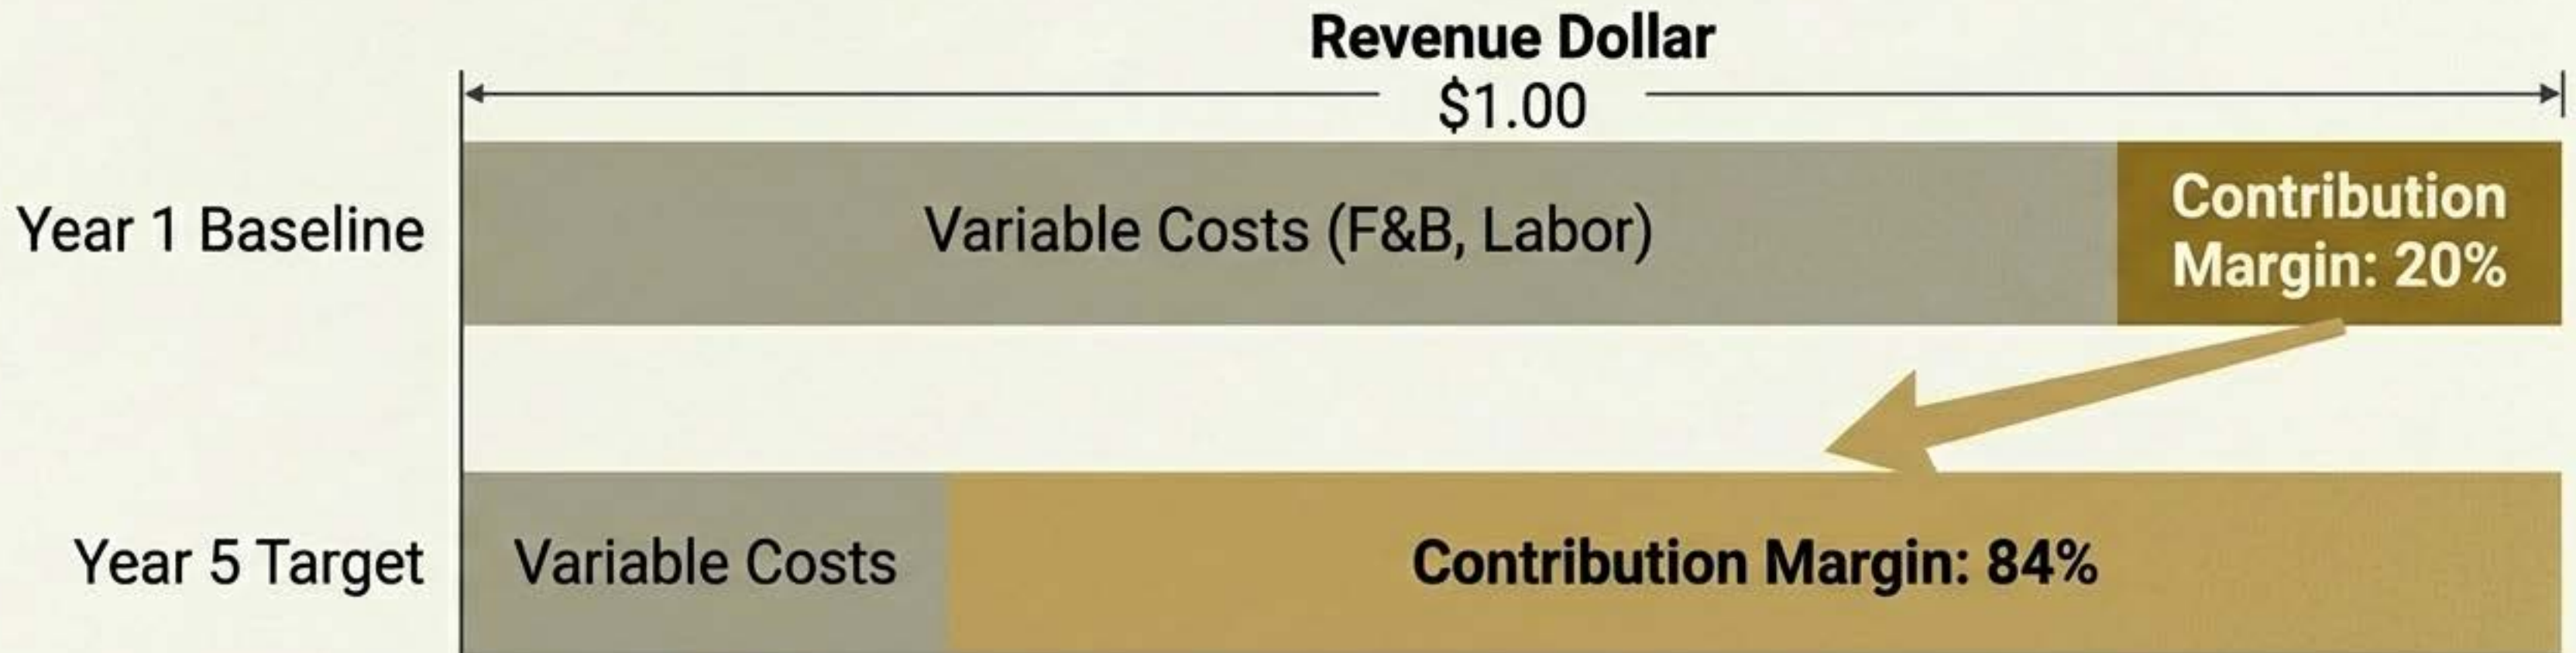 Revenue Dollar
$1.00
Year 1 Baseline
Variable Costs (F&B, Labor)
Contribution
Margin: 20%
Year 5 Target
Variable Costs
Contribution Margin: 84%